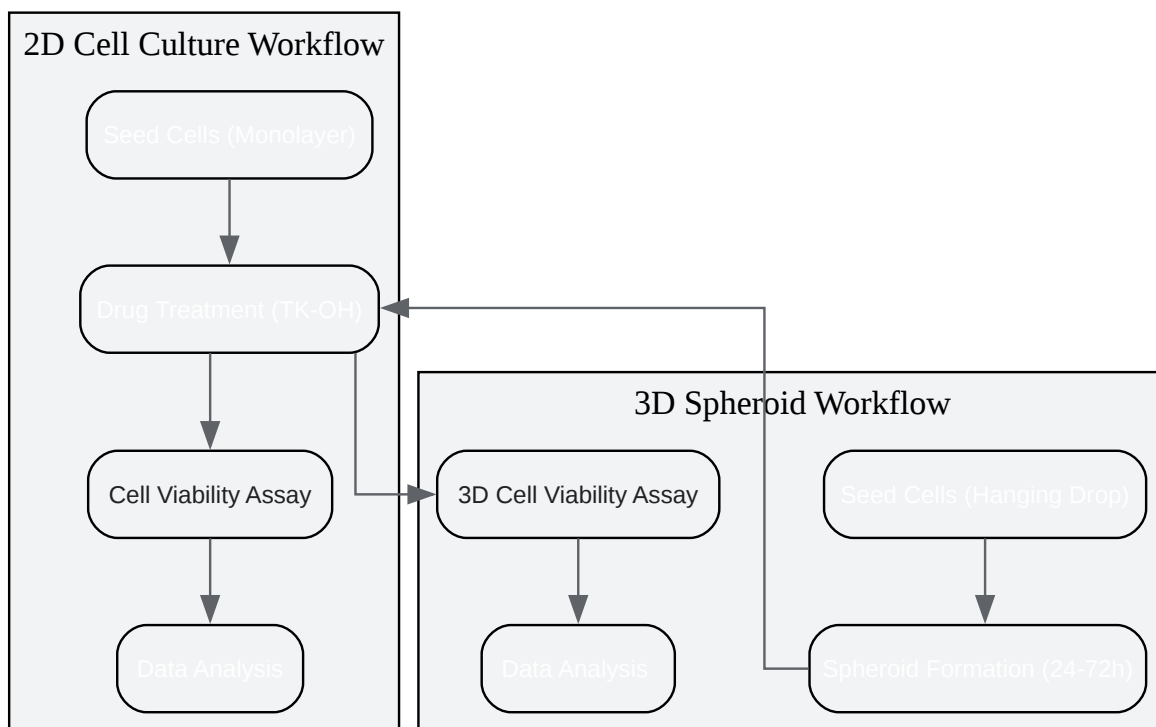 2D Cell Culture Workflow
Seed Cells (Monolayer)
Drug Treatment (TK-OH)
Cell Viability Assay
Data Analysis
3D Spheroid Workflow
3D Cell Viability Assay
Seed Cells (Hanging Drop)
Data Analysis
Spheroid Formation (24-72h)